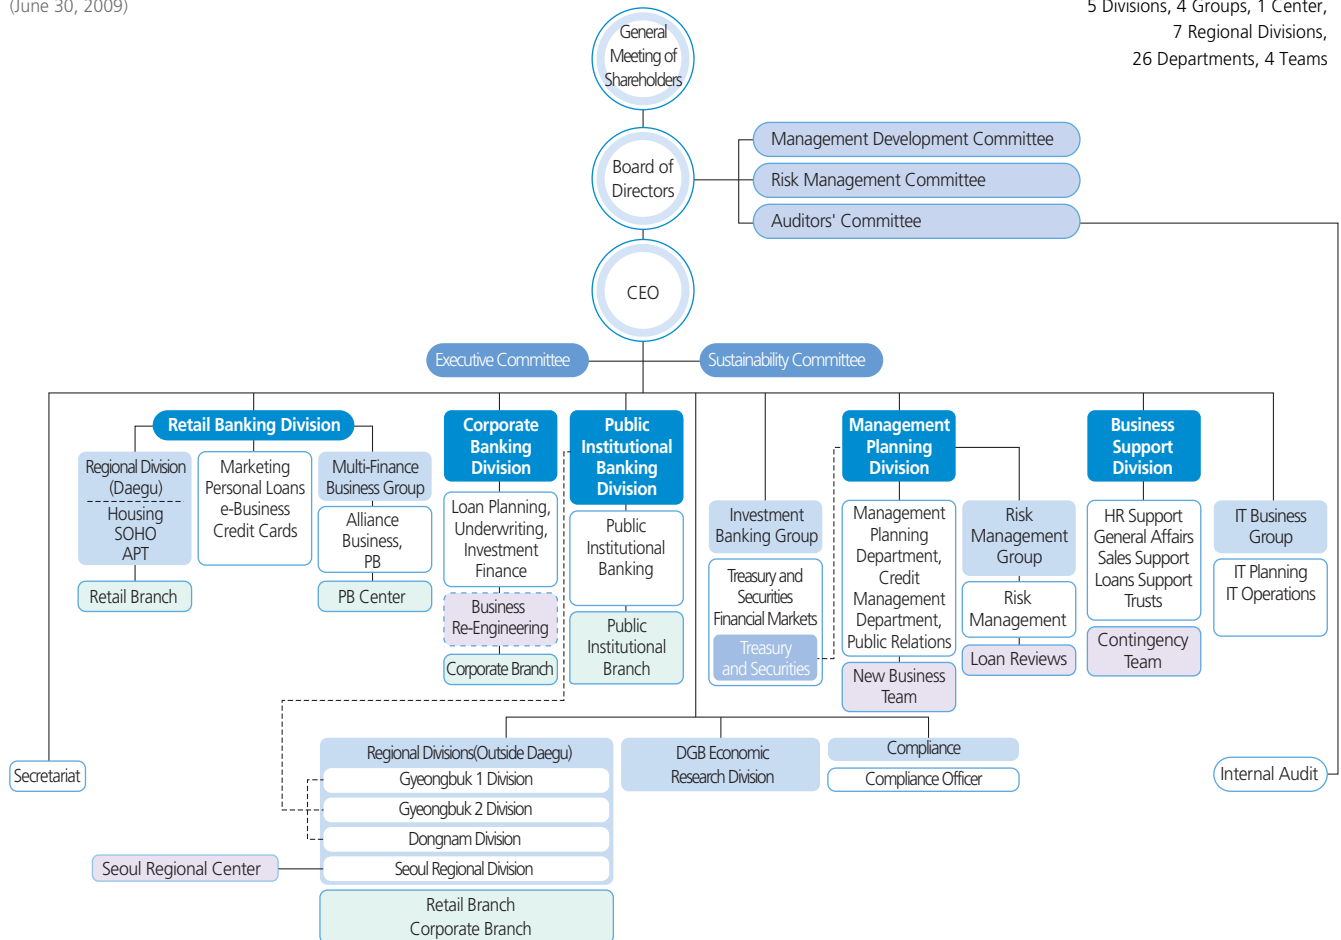 (June 30, 2009)
5 Divisions, 4 Groups, 1 Center,
7 Regional Divisions,
26 Departments, 4 Teams
General
Meeting of
Shareholders
Board of
Directors
Management Development Committee
Risk Management Committee
Auditors' Committee
CEO
Executive Committee
Sustainability Committee
Retail Banking Division
Regional Division
(Daegu)
Housing
SOHO
APT
Retail Branch
Marketing
Personal Loans
e-Business
Credit Cards
Multi-Finance
Business Group
Alliance
Business,
PB
PB Center
Corporate
Banking
Division
Loan Planning,
Underwriting,
Investment
Finance
Business
Re-Engineering
Corporate Branch
Public
Institutional
Banking
Division
Public
Institutional
Banking
Public
Institutional
Branch
Investment
Banking Group
Treasury and
Securities
Financial Markets
Treasury
and Securities
Management
Planning
Division
Management
Planning
Department,
Credit
Management
Department,
Public Relations
New Business
Team
Risk
Management
Group
Risk
Management
Loan Reviews
Business
Support
Division
HR Support
General Affairs
Sales Support
Loans Support
Trusts
Contingency
Team
IT Business
Group
IT Planning
IT Operations
Secretariat
Regional Divisions(Outside Daegu)
Gyeongbuk 1 Division
Gyeongbuk 2 Division
Dongnam Division
Seoul Regional Division
Seoul Regional Center
Retail Branch
Corporate Branch
DGB Economic
Research Division
Compliance
Compliance Officer
Internal Audit